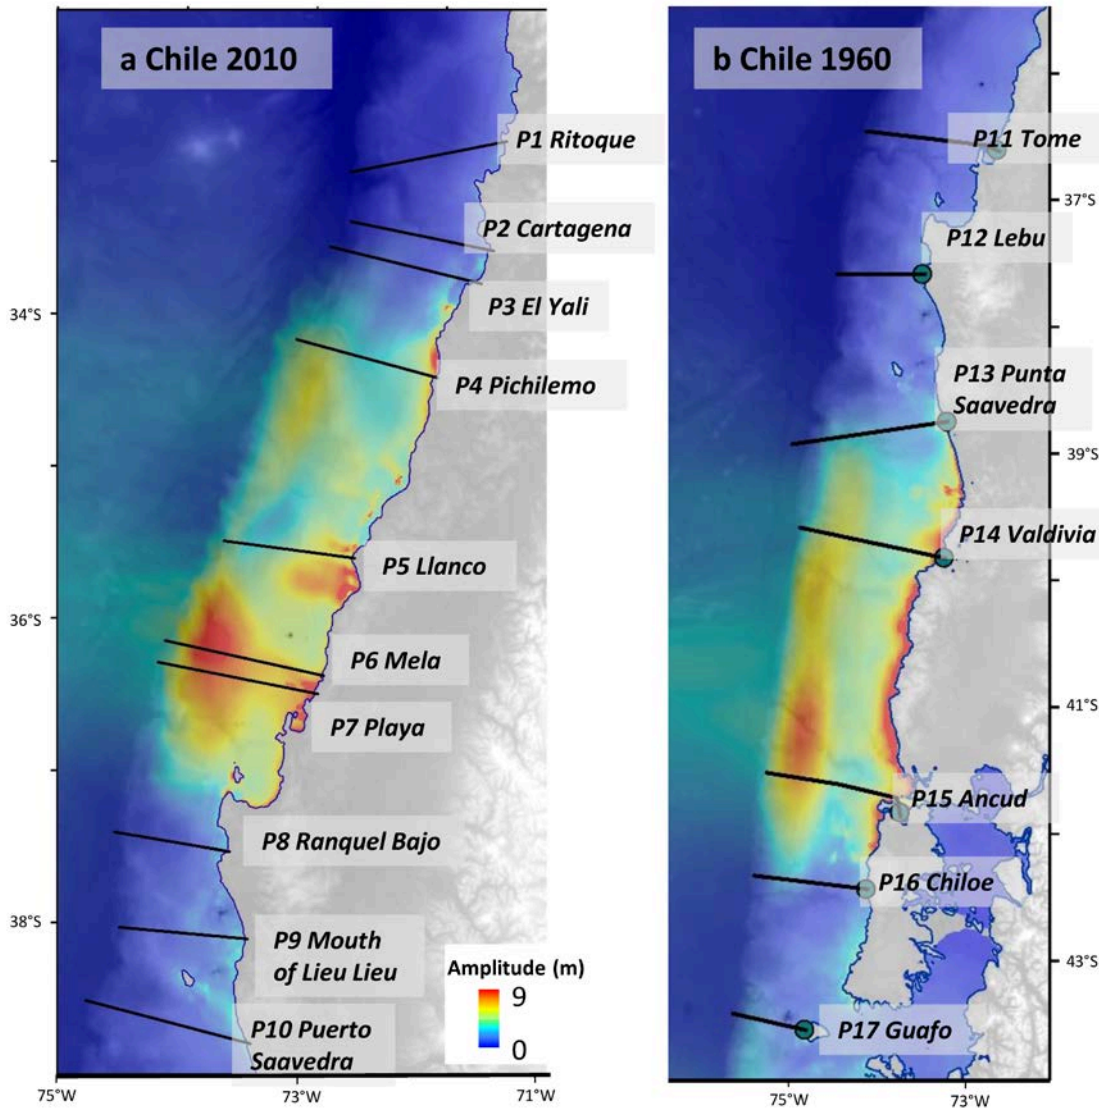 a Chile 2010
P1 Ritoque
P2 Cartagena
P3 El Yali
34°S
P4 Pichilemo
P5 Llanco
36°S
P6 Mela
P7 Playa
P8 Ranquel Bajo
38°S
P9 Mouth
of Lieu Lieu
P10 Puerto
Saavedra
Amplitude (m)
9
0
75°W
73°W
71°W
b Chile 1960
P11 Tome
37°S
P12 Lebu
P13 Punta
Saavedra
39°S
P14 Valdivia
41°S
P15 Ancud
P16 Chiloe
43°S
P17 Guafo
75°W
73°W